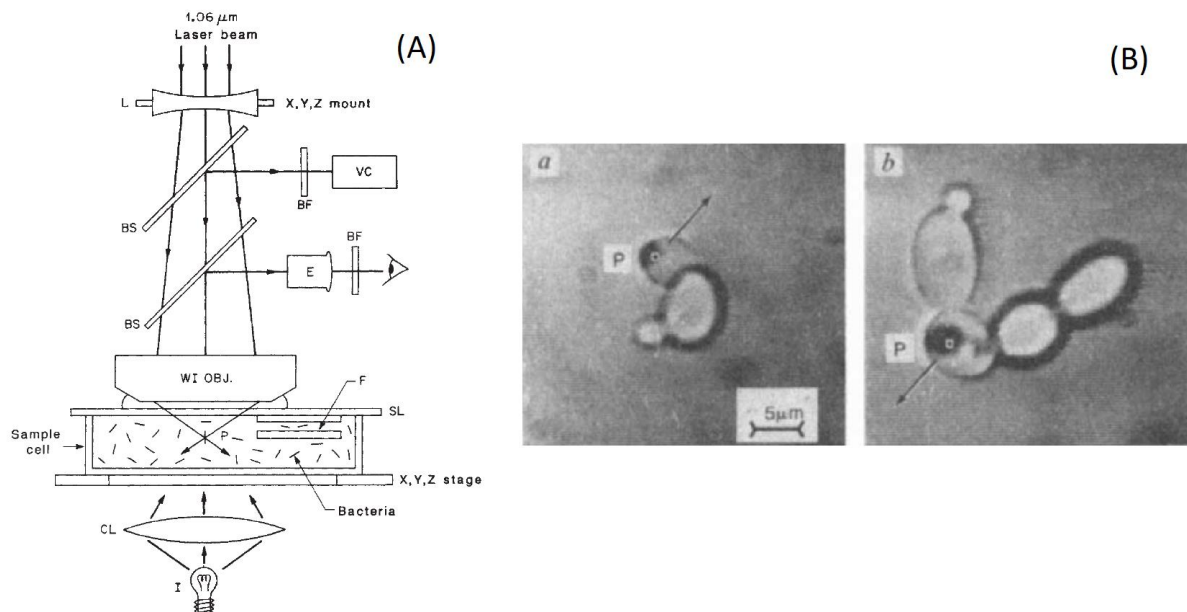 1.06 μm
Laser beam
(A)
(B)
L
X,Y,Z mount
VC
BF
BS
BF
E
BS
WI OBJ.
F
SL
Sample
cell
P
X,Y,Z stage
Bacteria
CL
I
a
P
5μm
b
P